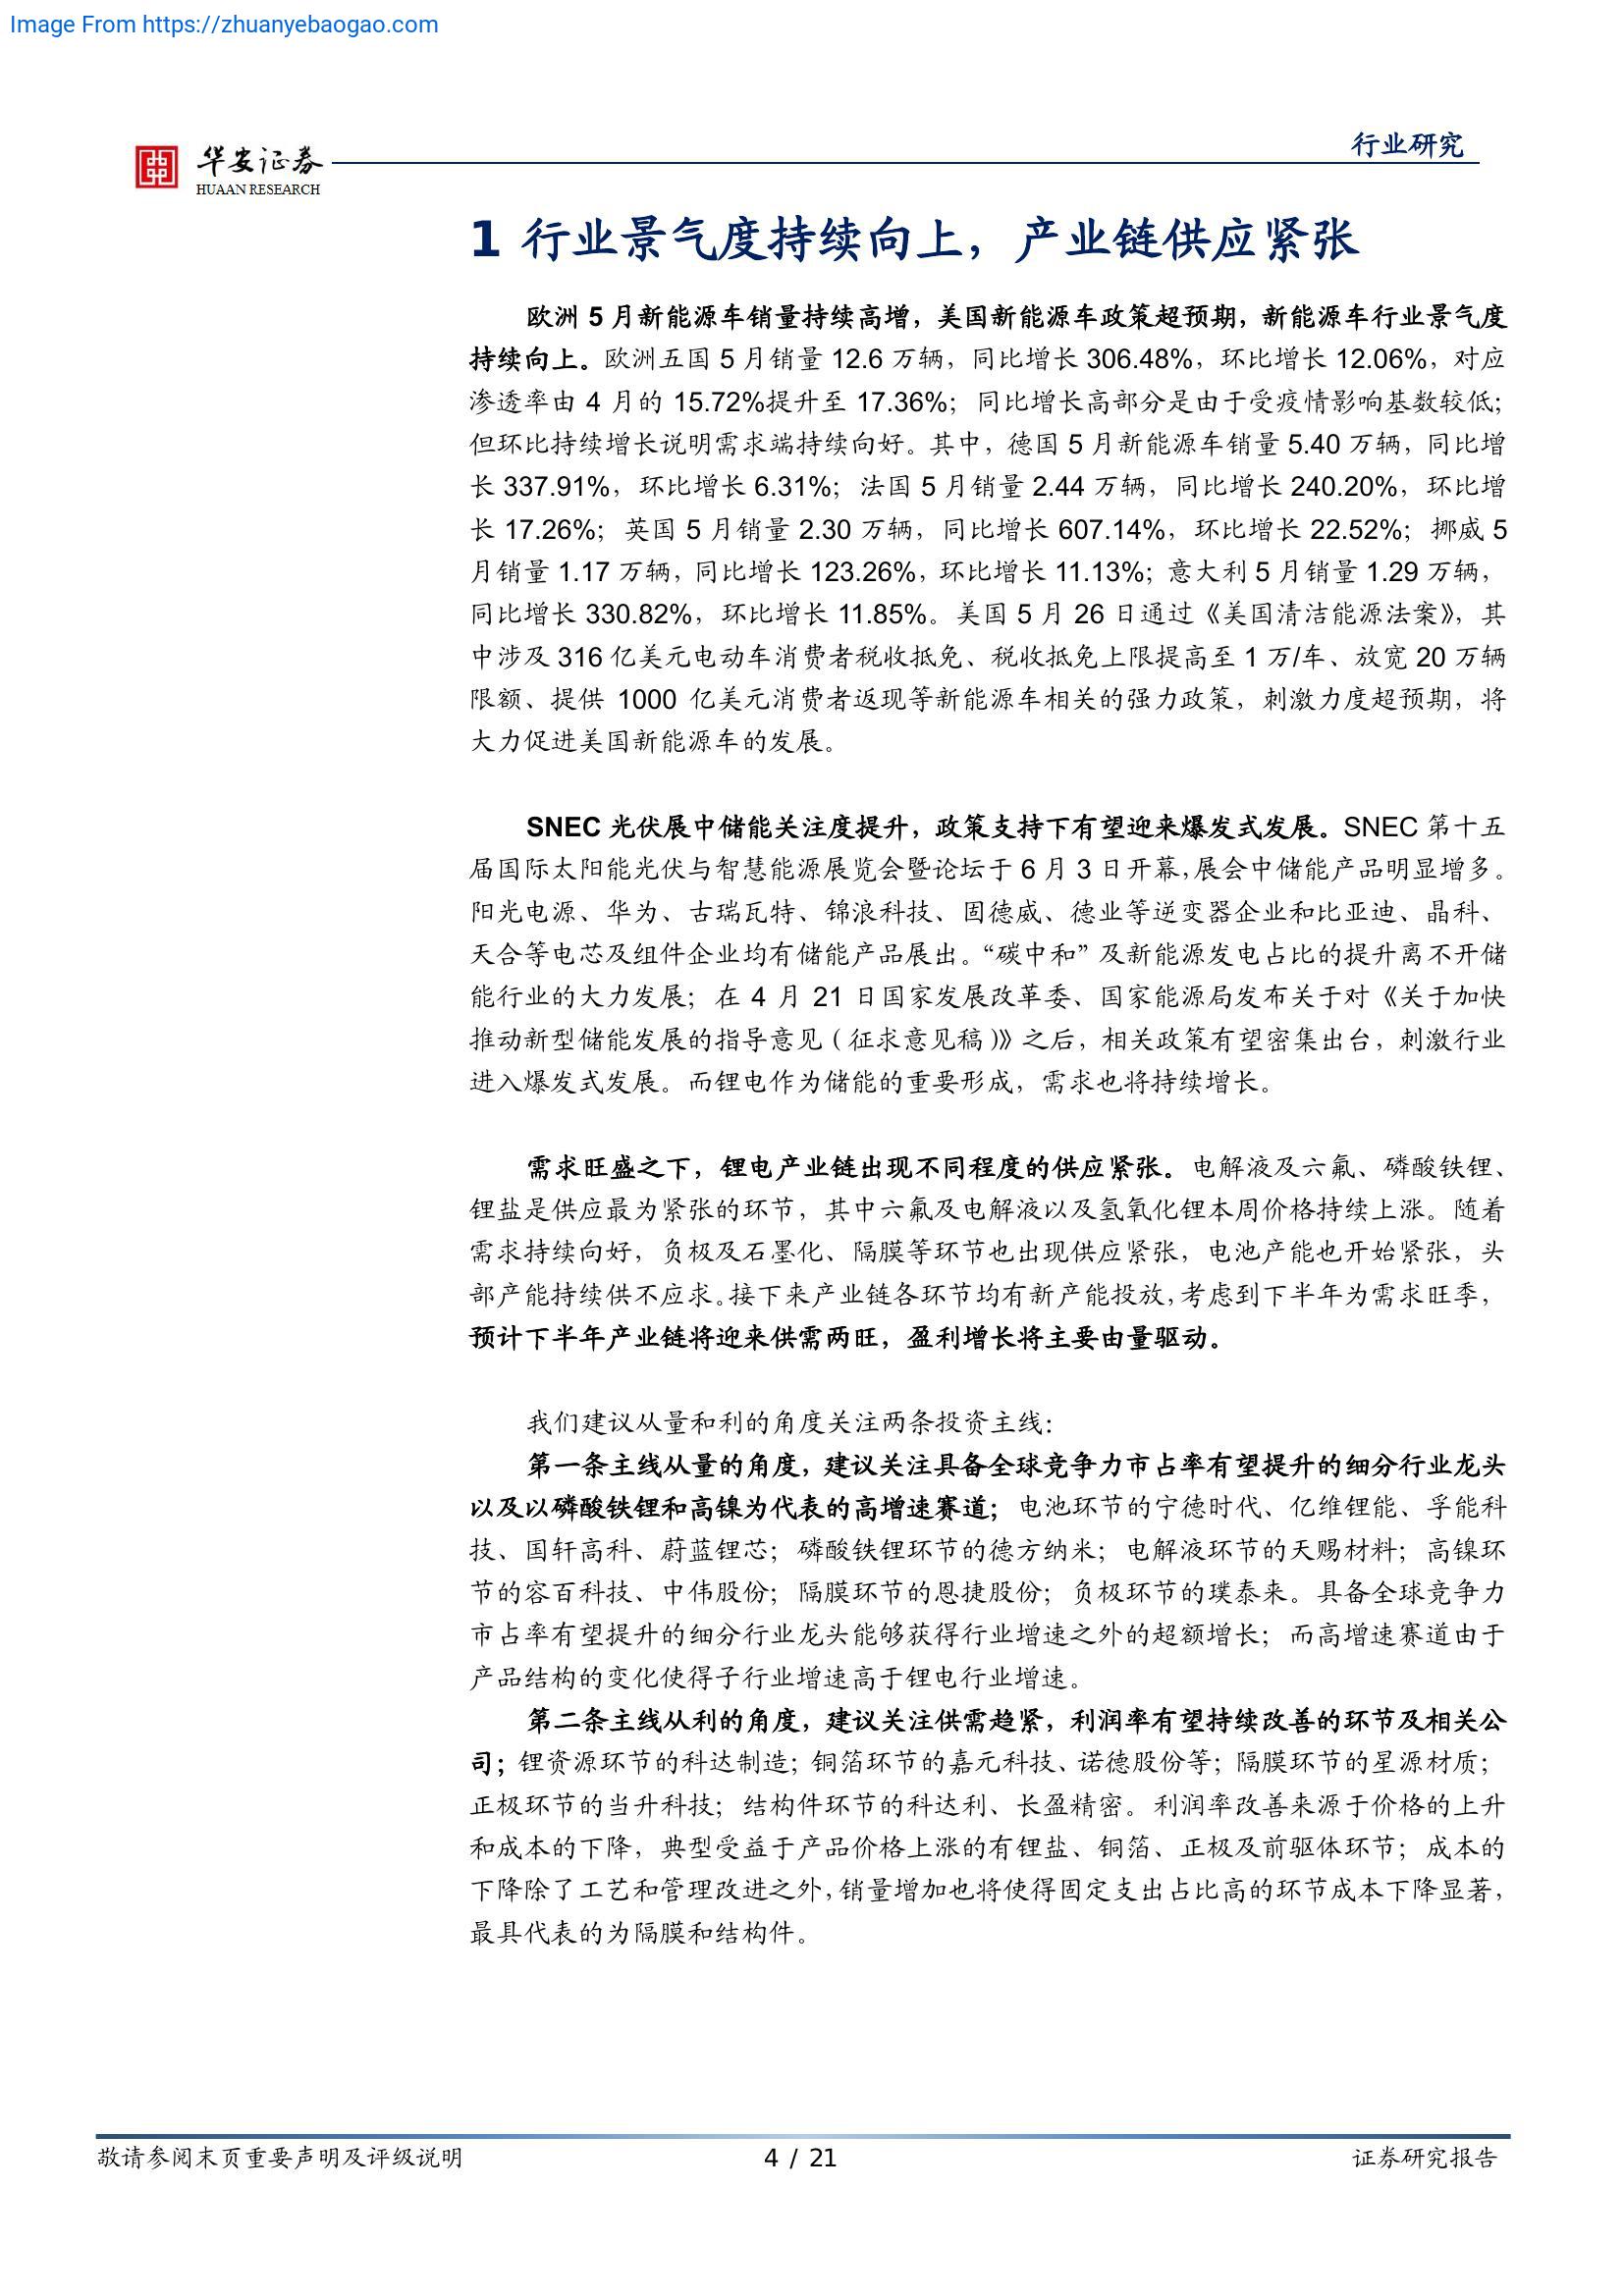 Image From https://zhuanyebaogao.com
华安证券
HUAAN RESEARCH
行业研究
1 行业景气度持续向上，产业链供应紧张
欧洲 5 月新能源车销量持续高增，美国新能源车政策超预期，新能源车行业景气度
持续向上。欧洲五国 5 月销量 12.6 万辆，同比增长 306.48%，环比增长 12.06%，对应
渗透率由 4 月的 15.72%提升至 17.36%；同比增长高部分是由于受疫情影响基数较低；
但环比持续增长说明需求端持续向好。其中，德国 5 月新能源车销量 5.40 万辆，同比增
长 337.91%，环比增长 6.31%；法国 5 月销量 2.44 万辆，同比增长 240.20%，环比增
长 17.26%；英国 5 月销量 2.30 万辆，同比增长 607.14%，环比增长 22.52%；挪威 5
月销量 1.17 万辆，同比增长 123.26%，环比增长 11.13%；意大利 5 月销量 1.29 万辆，
同比增长 330.82%，环比增长 11.85%。美国 5 月 26 日通过《美国清洁能源法案》，其
中涉及 316 亿美元电动车消费者税收抵免、税收抵免上限提高至 1 万/车、放宽 20 万辆
限额、提供 1000 亿美元消费者返现等新能源车相关的强力政策，刺激力度超预期，将
大力促进美国新能源车的发展。
SNEC 光伏展中储能关注度提升，政策支持下有望迎来爆发式发展。SNEC 第十五
届国际太阳能光伏与智慧能源展览会暨论坛于 6 月 3 日开幕，展会中储能产品明显增多。
阳光电源、华为、古瑞瓦特、锦浪科技、固德威、德业等逆变器企业和比亚迪、晶科、
天合等电芯及组件企业均有储能产品展出。“碳中和”及新能源发电占比的提升离不开储
能行业的大力发展；在 4 月 21 日国家发展改革委、国家能源局发布关于对《关于加快
推动新型储能发展的指导意见（征求意见稿）》之后，相关政策有望密集出台，刺激行业
进入爆发式发展。而锂电作为储能的重要形成，需求也将持续增长。
需求旺盛之下，锂电产业链出现不同程度的供应紧张。电解液及六氟、磷酸铁锂、
锂盐是供应最为紧张的环节，其中六氟及电解液以及氢氧化锂本周价格持续上涨。随着
需求持续向好，负极及石墨化、隔膜等环节也出现供应紧张，电池产能也开始紧张，头
部产能持续供不应求。接下来产业链各环节均有新产能投放，考虑到下半年为需求旺季，
预计下半年产业链将迎来供需两旺，盈利增长将主要由量驱动。
我们建议从量和利的角度关注两条投资主线：
第一条主线从量的角度，建议关注具备全球竞争力市占率有望提升的细分行业龙头
以及以磷酸铁锂和高镍为代表的高增速赛道；电池环节的宁德时代、亿维锂能、孚能科
技、国轩高科、蔚蓝锂芯；磷酸铁锂环节的德方纳米；电解液环节的天赐材料；高镍环
节的容百科技、中伟股份；隔膜环节的恩捷股份；负极环节的璞泰来。具备全球竞争力
市占率有望提升的细分行业龙头能够获得行业增速之外的超额增长；而高增速赛道由于
产品结构的变化使得子行业增速高于锂电行业增速。
第二条主线从利的角度，建议关注供需趋紧，利润率有望持续改善的环节及相关公
司；锂资源环节的科达制造；铜箔环节的嘉元科技、诺德股份等；隔膜环节的星源材质；
正极环节的当升科技；结构件环节的科达利、长盈精密。利润率改善来源于价格的上升
和成本的下降，典型受益于产品价格上涨的有锂盐、铜箔、正极及前驱体环节；成本的
下降除了工艺和管理改进之外，销量增加也将使得固定支出占比高的环节成本下降显著，
最具代表的为隔膜和结构件。
敬请参阅末页重要声明及评级说明
4 / 21
证券研究报告